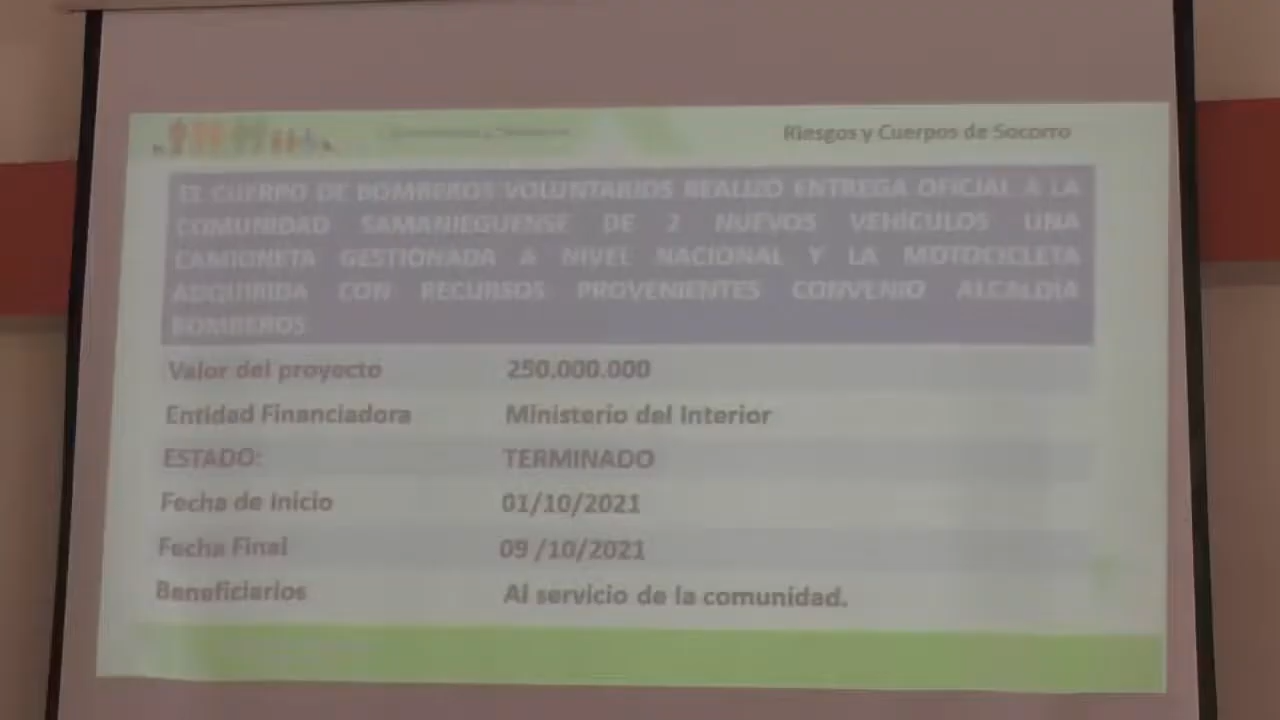 Riesgos y Cuerpos de Socorro
EL CUERPO DE BOMBEROS VOLUNTARIOS REALIZO ENTREGA OFICIAL A LA
COMUNIDAD SAMANIEGUENSE DE 2 NUEVOS VEHÍCULOS UNA
CAMIONETA GESTIONADA A NIVEL NACIONAL Y LA MOTOCICLETA
ADQUIRIDA CON RECURSOS PROVENIENTES CONVENIO ALCALDÍA
BOMBEROS
Valor del proyecto 250.000.000
Entidad Financiadora Ministerio del Interior
ESTADO: TERMINADO
Fecha de Inicio 01/10/2021
Fecha Final 09 /10/2021
Beneficiarios Al servicio de la comunidad.